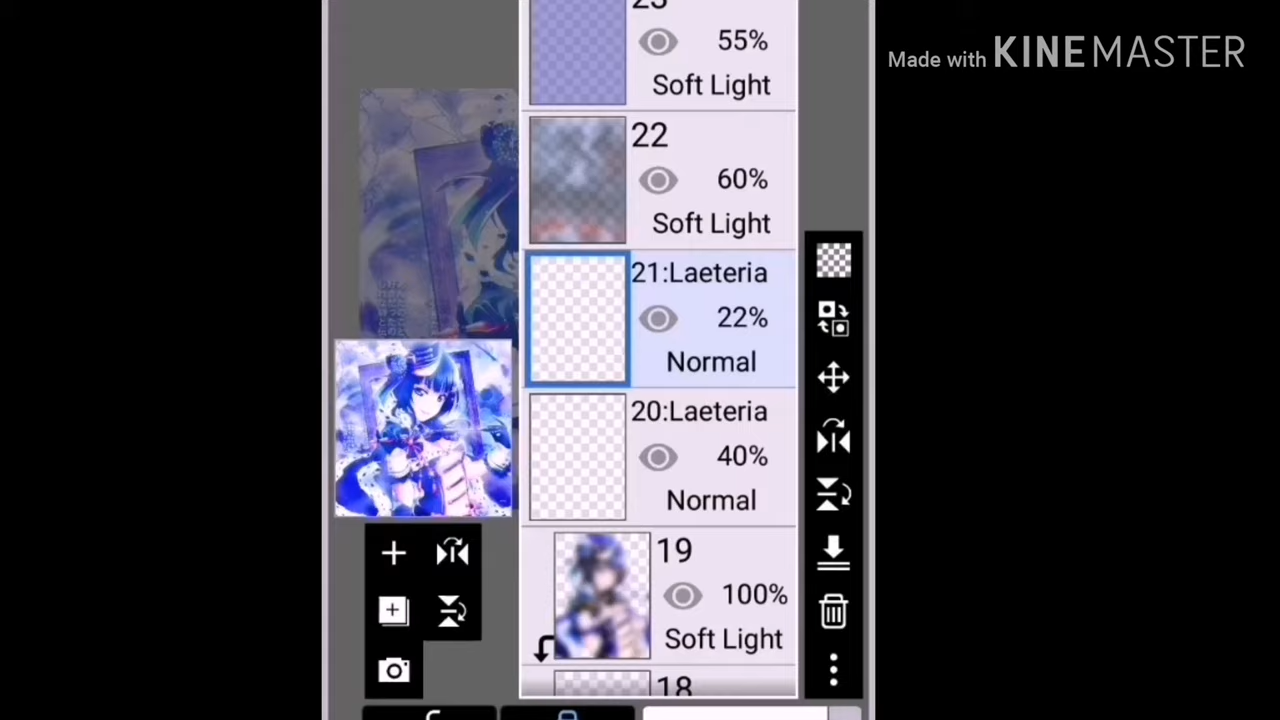 23
55%
Soft Light
Made with KINEMASTER
22
60%
Soft Light
21:Laeteria
22%
Normal
20:Laeteria
40%
Normal
19
100%
Soft Light
18